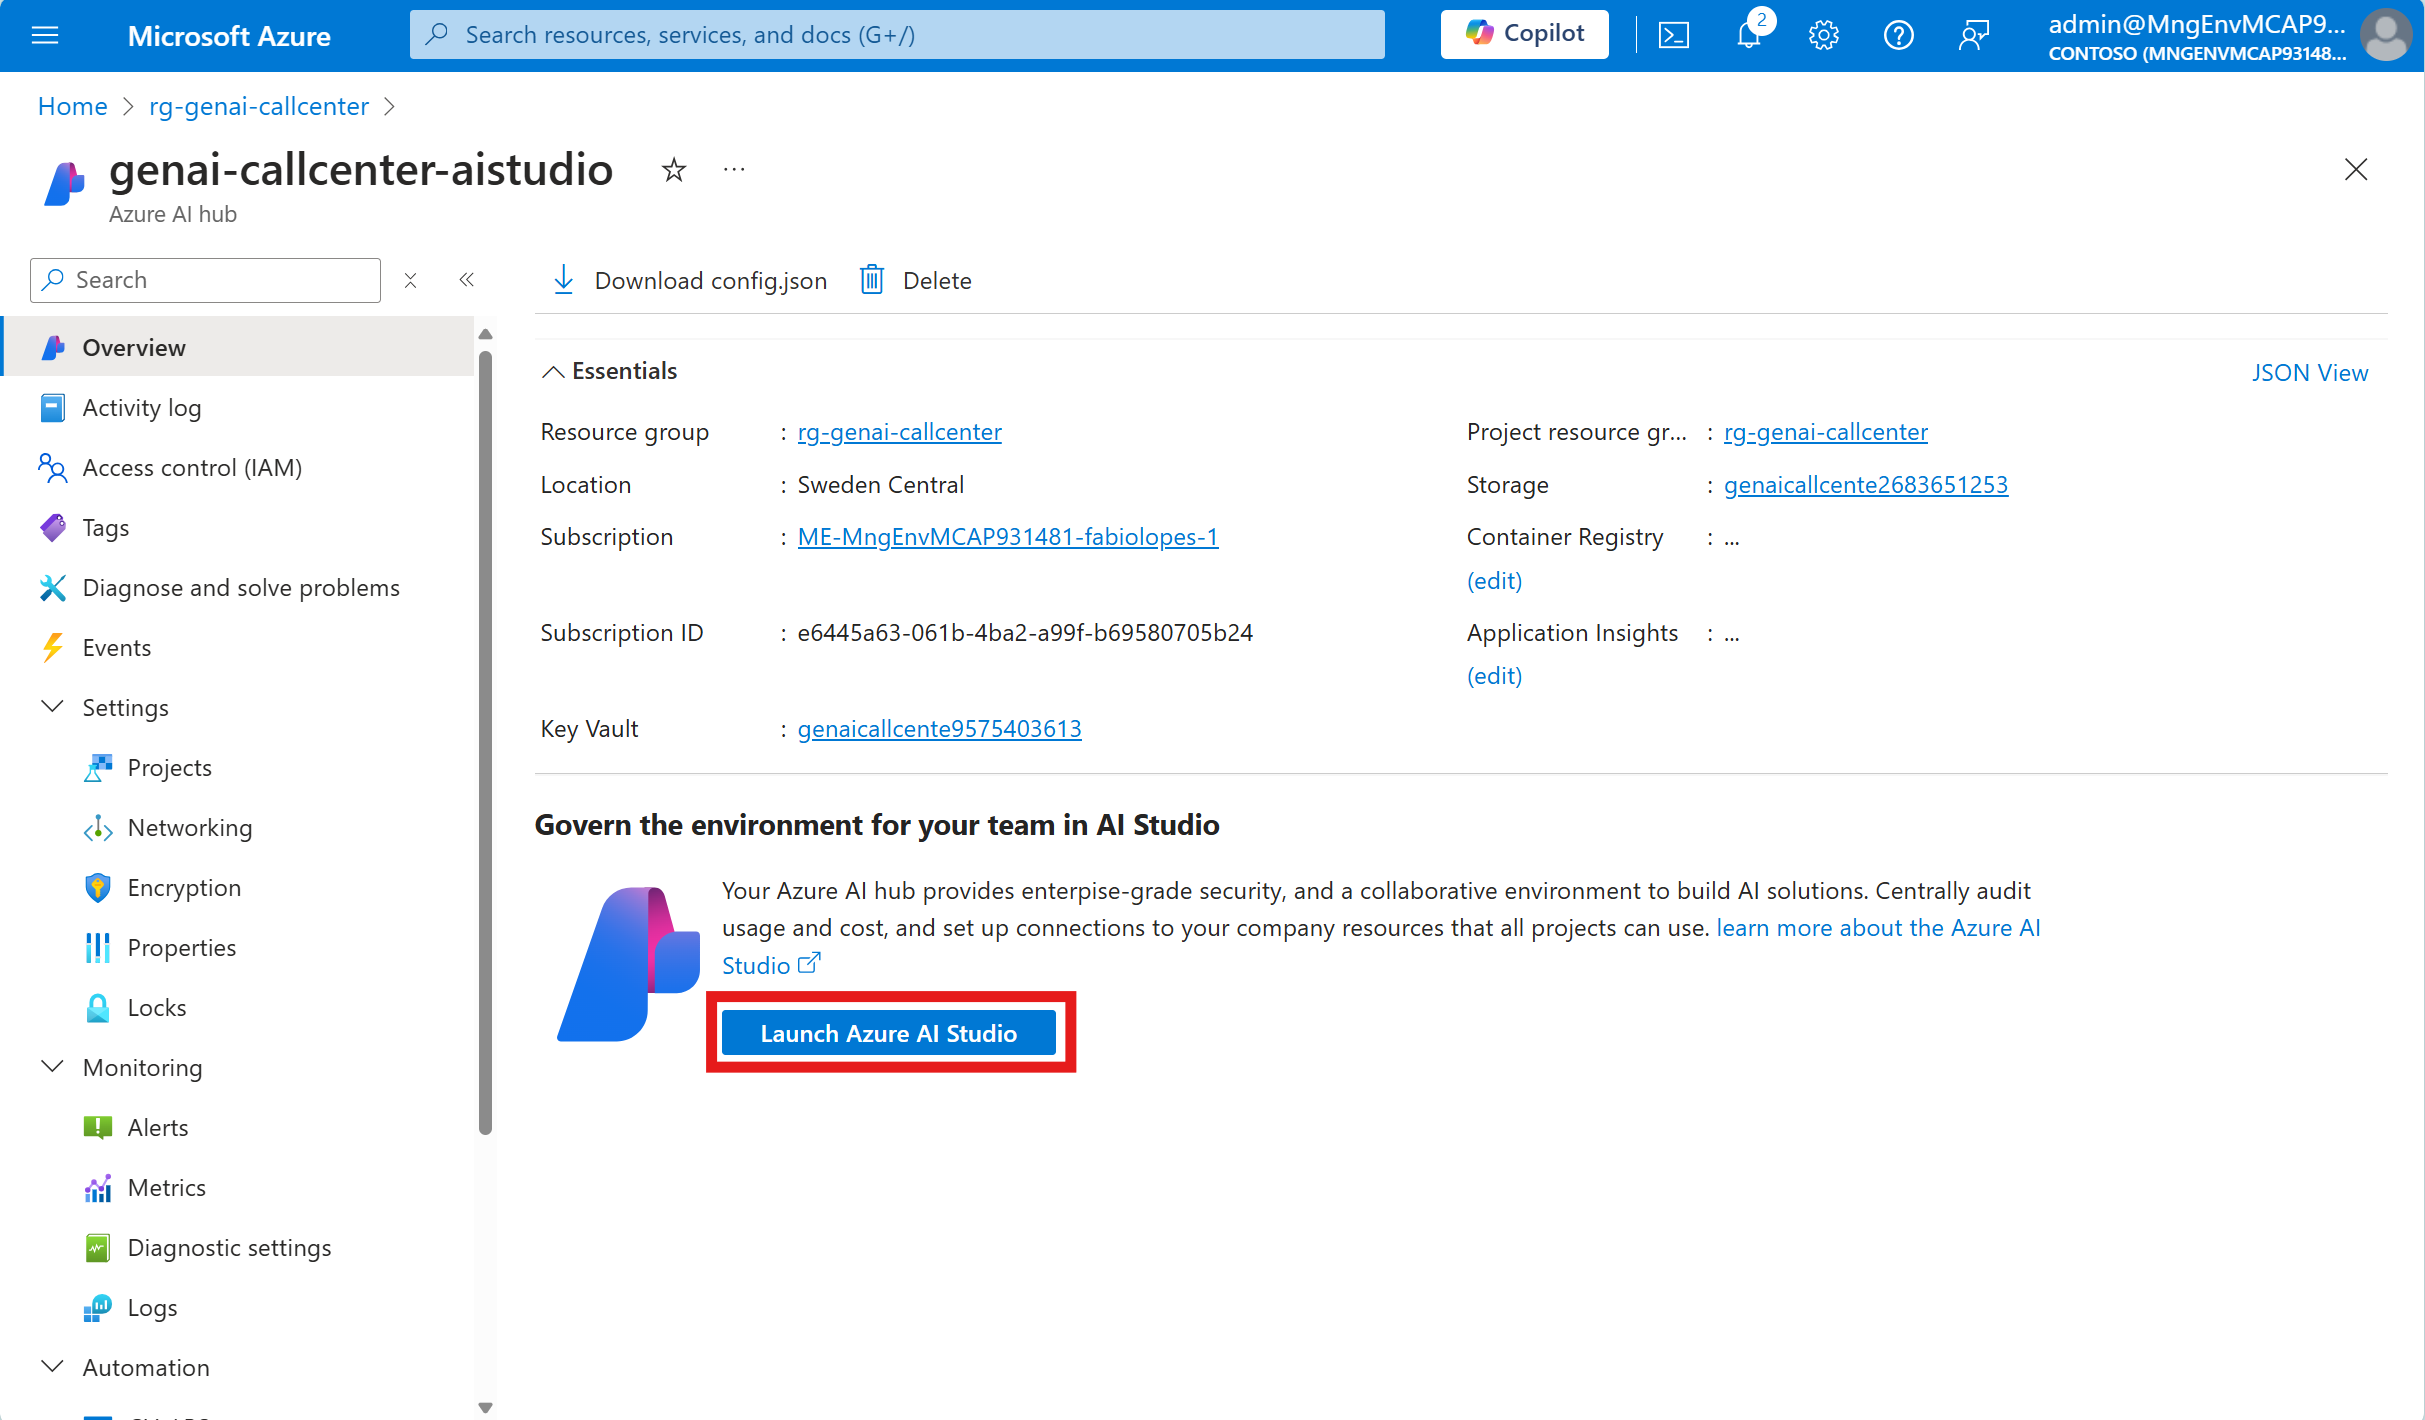 Microsoft Azure
Search resources, services, and docs (G+/)
Copilot
2
admin@MngEnvMCAP9...
CONTOSO (MNGENVMCAP93148...
Home
rg-genai-callcenter
genai-callcenter-aistudio
...
Azure AI hub
Search
Download config.json
Delete
Overview
Activity log
Access control (IAM)
Tags
Diagnose and solve problems
Events
Settings
Projects
Networking
Encryption
Properties
Locks
Monitoring
Alerts
Metrics
Diagnostic settings
Logs
Automation
Essentials
JSON View
Resource group : rg-genai-callcenter
Location : Sweden Central
Subscription : ME-MngEnvMCAP931481-fabiolopes-1
Subscription ID : e6445a63-061b-4ba2-a99f-b69580705b24
Key Vault : genaicallcente9575403613
Project resource gr... : rg-genai-callcenter
Storage : genaicallcente2683651253
Container Registry : ...
(edit)
Application Insights : ...
(edit)
Govern the environment for your team in AI Studio
Your Azure AI hub provides enterpise-grade security, and a collaborative environment to build AI solutions. Centrally audit
usage and cost, and set up connections to your company resources that all projects can use. learn more about the Azure AI
Studio
Launch Azure AI Studio